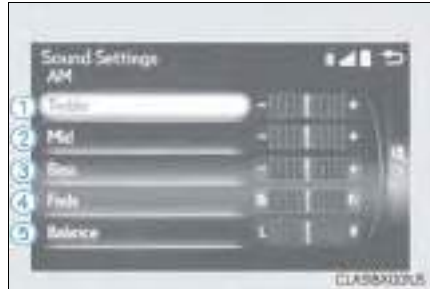 Sound Settings
AM
1 Treble
2 Mid - +
3 Bass - +
4 Fade
5 Balance L R